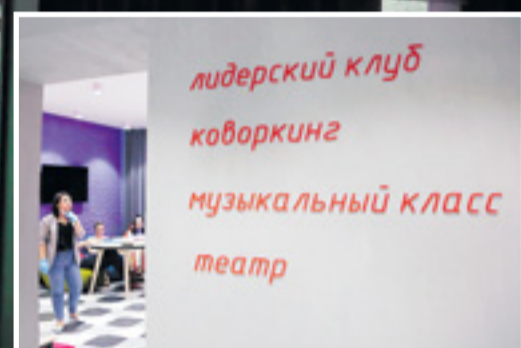 лидерский клуб
коворкинг
музыкальный класс
театр